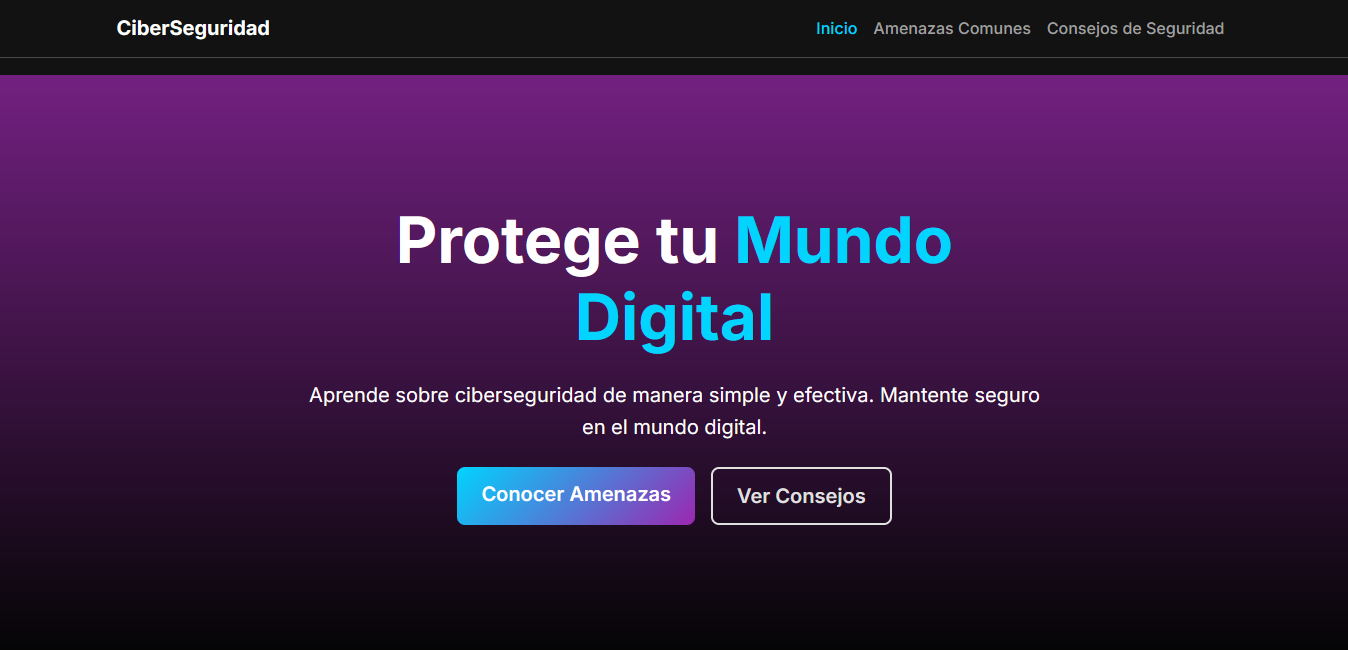 CiberSeguridad
Inicio Amenazas Comunes Consejos de Seguridad
Protege tu Mundo
Digital
Aprende sobre ciberseguridad de manera simple y efectiva. Mantente seguro
en el mundo digital.
Conocer Amenazas
Ver Consejos